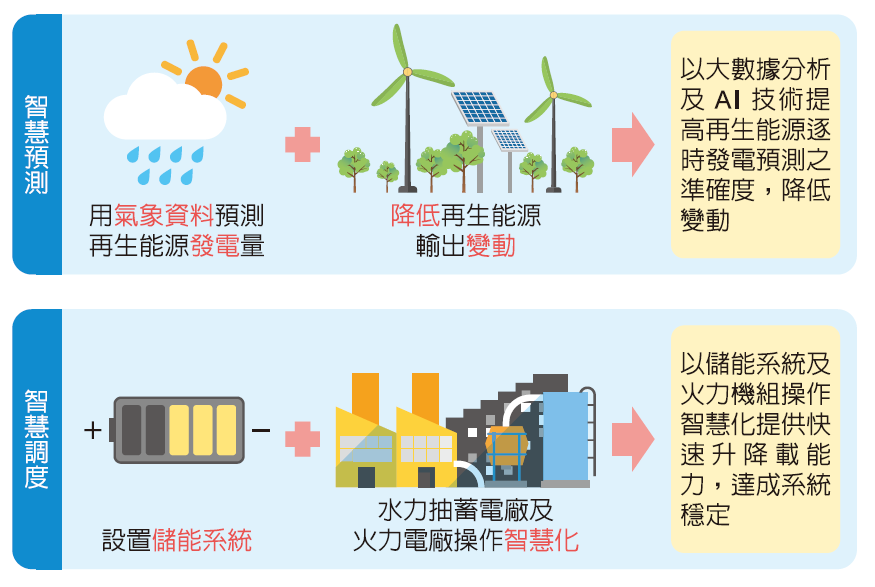 智慧預測
用氣象資料預測
再生能源發電量
降低再生能源
輸出變動
以大數據分析
及 AI 技術提
高再生能源逐
時發電預測之
準確度，降低
變動
智慧調度
+
−
設置儲能系統
水力抽蓄電廠及
火力電廠操作智慧化
以儲能系統及
火力機組操作
智慧化提供快
速升降載能
力，達成系統
穩定